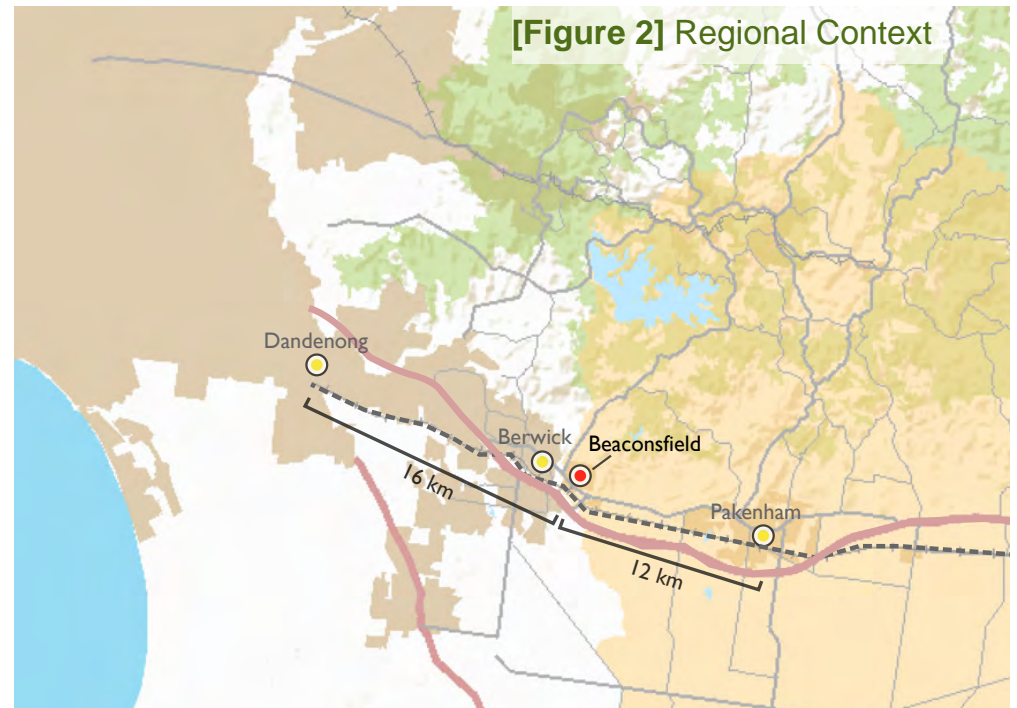 [Figure 2] Regional Context
Dandenong
Berwick
Beaconsfield
16 km
Pakenham
12 km